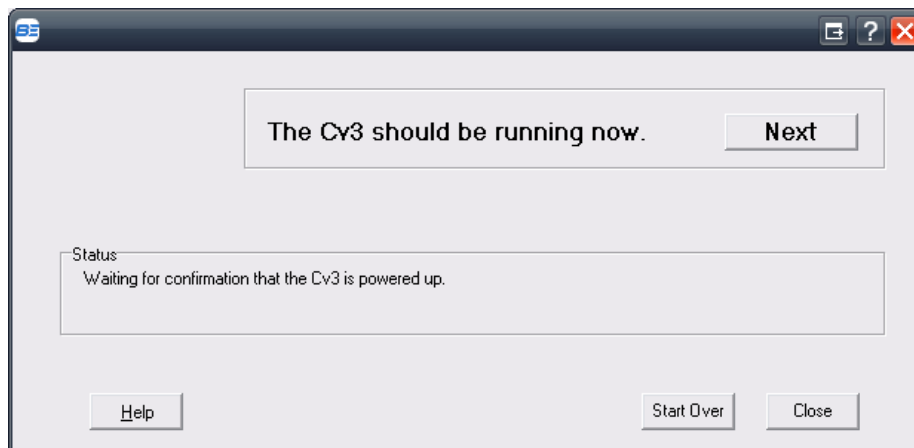 The Cv3 should be running now.
Next
Status
Waiting for confirmation that the Cv3 is powered up.
Help
Start Over
Close